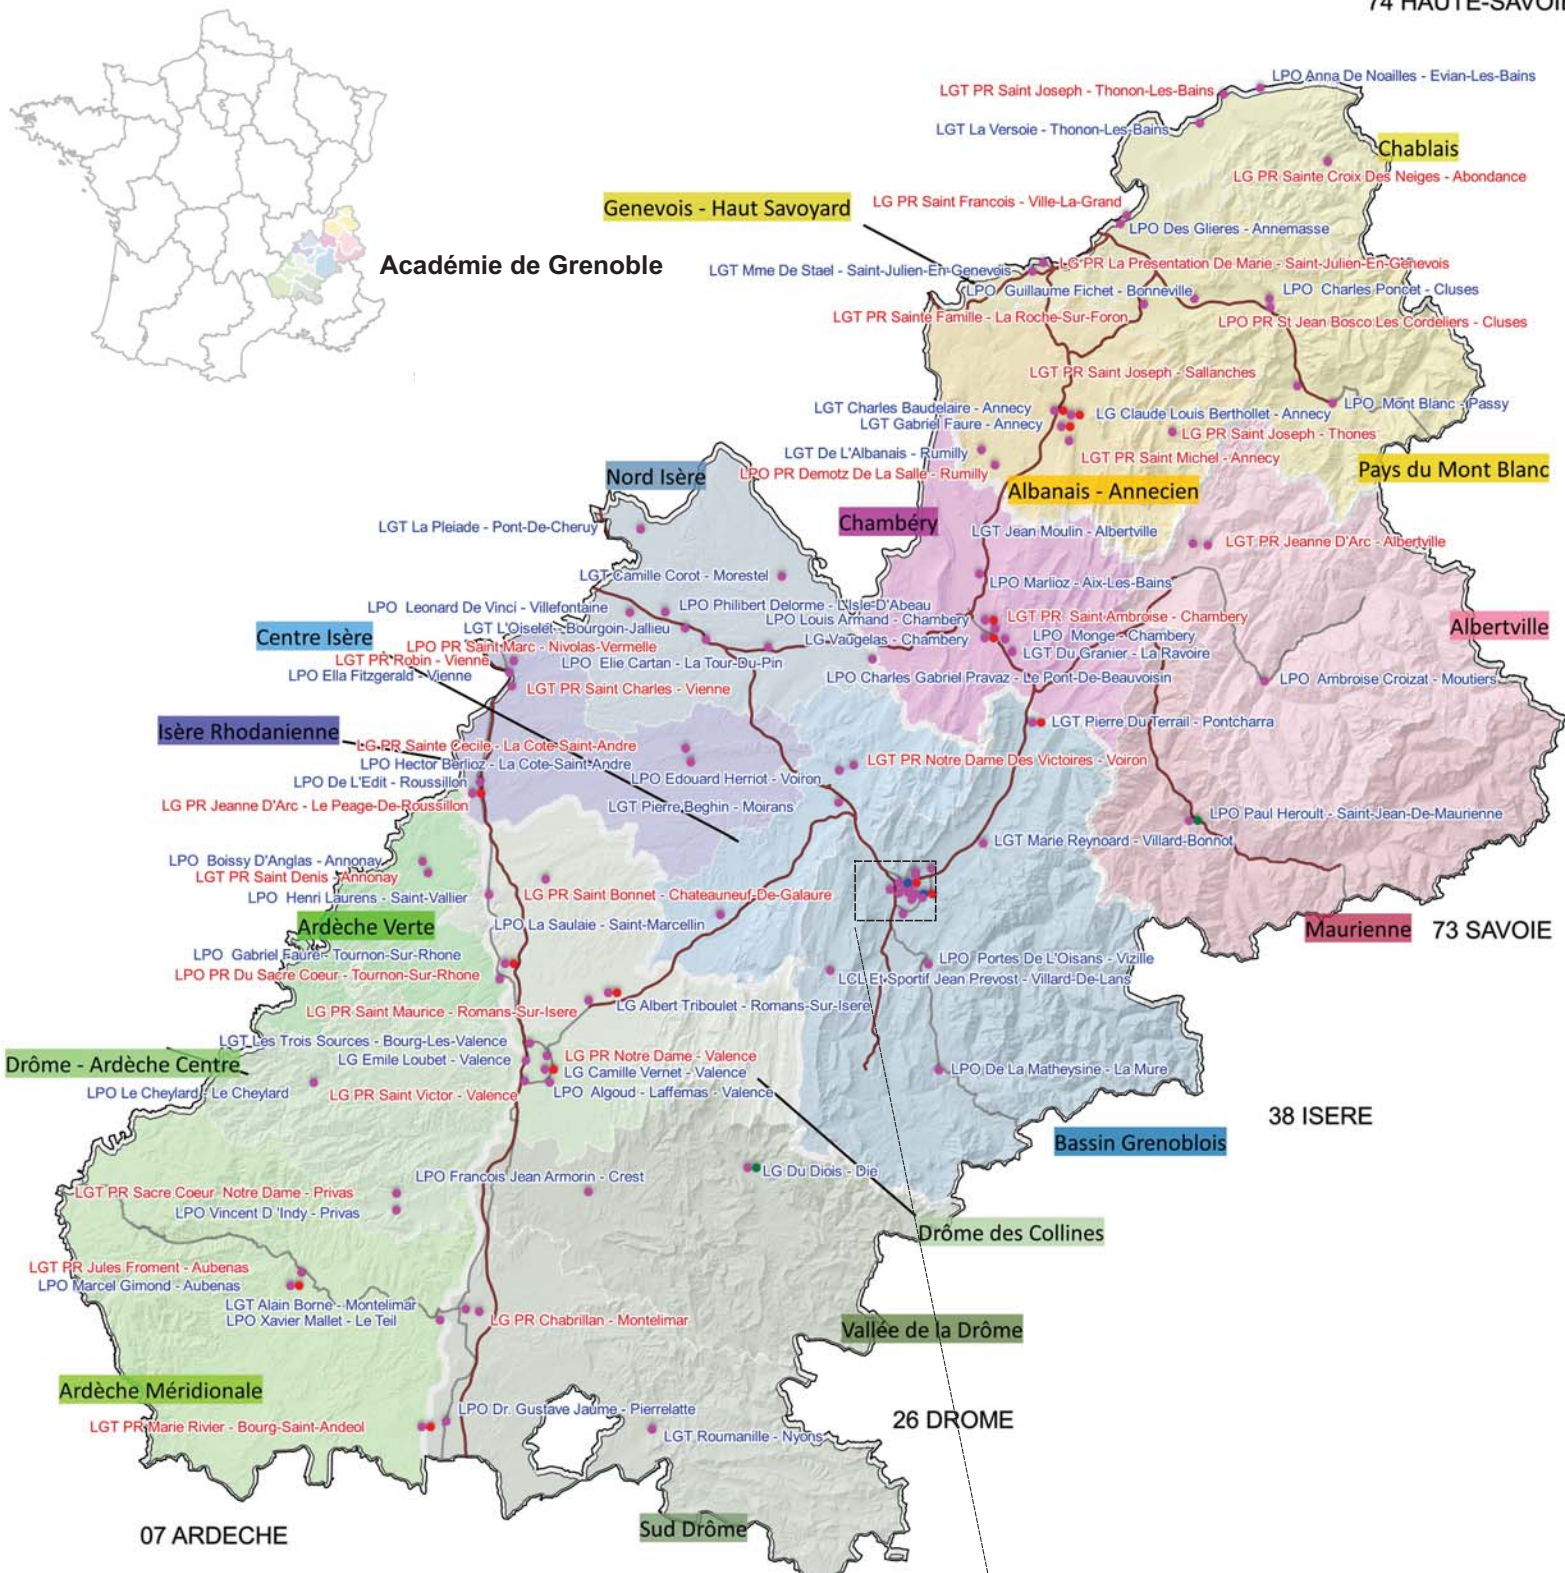 74 HAUTE-SAVOIE
LPO Anna De Noailles - Evian-Les-Bains
LGT PR Saint Joseph - Thonon-Les-Bains
LGT La Versoie - Thonon-Les-Bains
Chablais
LG PR Sainte Croix Des Neiges - Abondance
Genevois - Haut Savoyard
LG PR Saint Francois - Ville-La-Grand
LPO Des Glieres - Annemasse
Académie de Grenoble
LGT Mme De Stael - Saint-Julien-En-Genevois
LG PR La Presentation De Marie - Saint-Julien-En-Genevois
LPO Guillaume Fichet - Bonneville
LPO Charles Poncet - Cluses
LGT PR Sainte Famille - La Roche-Sur-Foron
LPO PR St Jean Bosco Les Cordeliers - Cluses
LGT PR Saint Joseph - Sallanches
LPO Mont Blanc - Passy
LGT Charles Baudelaire - Annecy
LG Claude Louis Berthollet - Annecy
LGT Gabriel Faure - Annecy
LG PR Saint Joseph - Thones
LGT De L'Albanais - Rumilly
LGT PR Saint Michel - Annecy
LPO PR Demotz De La Salle - Rumilly
Pays du Mont Blanc
Nord Isère
Albanais - Annecien
Chambéry
LGT La Pleiade - Pont-De-Cheruy
LGT Jean Moulin - Albertville
LGT PR Jeanne D'Arc - Albertville
LGT Camille Corot - Morestel
LPO Marlioz - Aix-Les-Bains
LPO Leonard De Vinci - Villefontaine
LPO Philibert Delorme - L'Isle-D'Abeau
LPO Louis Armand - Chambery
LGT PR Saint Ambroise - Chambery
Albertville
LGT L'Oiselet - Bourgoin-Jallieu
Centre Isère
LG Vaugelas - Chambery
LPO Monge - Chambery
LPO PR Saint Marc - Nivolas-Vermelle
LGT Du Granier - La Ravoire
LGT PR Robin - Vienne
LPO Elie Cartan - La Tour-Du-Pin
LPO Ella Fitzgerald - Vienne
LPO Charles Gabriel Pravaz - Le Pont-De-Beauvoisin
LPO Ambroise Croizat - Moutiers
LGT PR Saint Charles - Vienne
LGT Pierre Du Terrail - Pontcharra
Isère Rhodanienne
LG PR Sainte Cecile - La Cote-Saint-Andre
LPO Hector Berlioz - La Cote-Saint-Andre
LGT PR Notre Dame Des Victoires - Voiron
LPO De L'Edit - Roussillon
LPO Edouard Herriot - Voiron
LG PR Jeanne D'Arc - Le Peage-De-Roussillon
LGT Pierre Beghin - Moirans
LPO Paul Heroult - Saint-Jean-De-Maurienne
LGT Marie Reynoard - Villard-Bonnot
LPO Boissy D'Anglas - Annonay
LGT PR Saint Denis - Annonay
LPO Henri Laurens - Saint-Vallier
LG PR Saint Bonnet - Chateauneuf-De-Galaure
Ardèche Verte
LPO La Saulaie - Saint-Marcellin
Maurienne
73 SAVOIE
LPO Gabriel Faure - Tournon-Sur-Rhone
LPO Portes De L'Oisans - Vizille
LPO PR Du Sacre Coeur - Tournon-Sur-Rhone
LCL Et Sportif Jean Prevost - Villard-De-Lans
LG PR Saint Maurice - Romans-Sur-Isere
LG Albert Triboulet - Romans-Sur-Isere
LGT Les Trois Sources - Bourg-Les-Valence
Drôme - Ardèche Centre
LG Emile Loubet - Valence
LG PR Notre Dame - Valence
LG Camille Vernet - Valence
LPO De La Matheysine - La Mure
LPO Le Cheylard - Le Cheylard
LG PR Saint Victor - Valence
LPO Algoud - Laffemas - Valence
38 ISERE
Bassin Grenoblois
LPO Francois Jean Armorin - Crest
LG Du Diois - Die
LGT PR Sacre Coeur Notre Dame - Privas
LPO Vincent D 'Indy - Privas
Drôme des Collines
LGT PR Jules Froment - Aubenas
LPO Marcel Gimond - Aubenas
LGT Alain Borne - Montelimar
LPO Xavier Mallet - Le Teil
LG PR Chabrillan - Montelimar
Vallée de la Drôme
Ardèche Méridionale
LPO Dr. Gustave Jaume - Pierrelatte
LGT PR Marie Rivier - Bourg-Saint-Andeol
26 DROME
LGT Roumanille - Nyons
Sud Drôme
07 ARDECHE